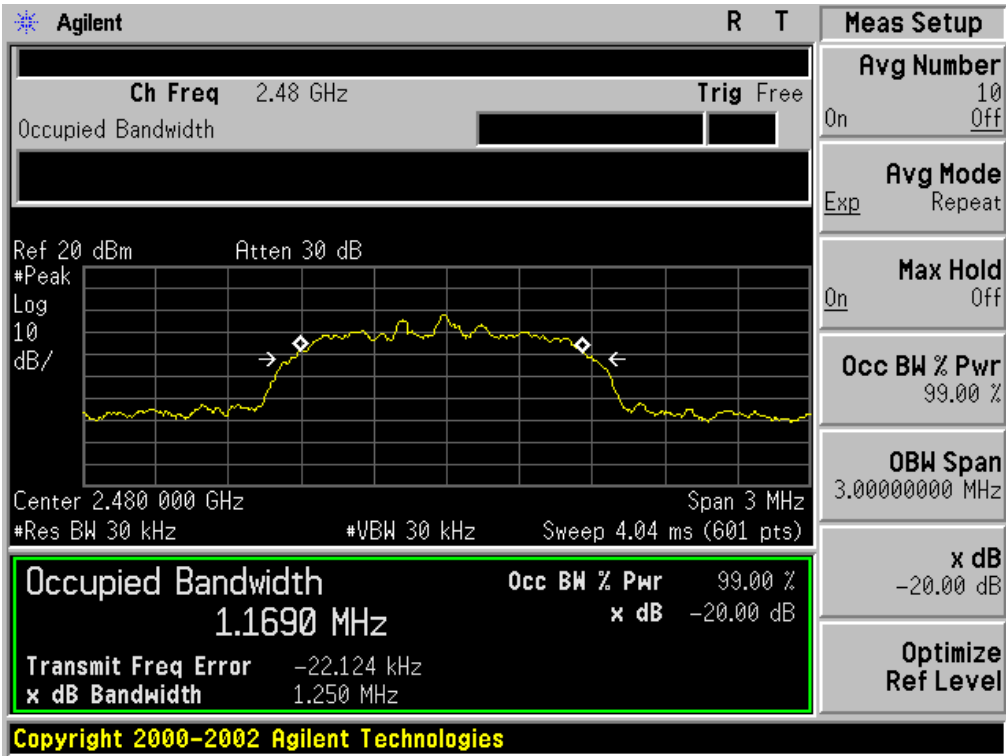 Agilent R T
Meas Setup
Ch Freq 2.48 GHz Trig Free
Occupied Bandwidth
Ref 20 dBm Atten 30 dB
#Peak
Log
10
dB/
Center 2.480 000 GHz Span 3 MHz
#Res BW 30 kHz #VBW 30 kHz Sweep 4.04 ms (601 pts)
Occupied Bandwidth Occ BW % Pwr 99.00 %
1.1690 MHz x dB -20.00 dB
Transmit Freq Error -22.124 kHz
x dB Bandwidth 1.250 MHz
Copyright 2000-2002 Agilent Technologies
Avg Number
10
On Off
Avg Mode
Exp Repeat
Max Hold
On Off
Occ BW % Pwr
99.00 %
OBW Span
3.00000000 MHz
x dB
-20.00 dB
Optimize
Ref Level